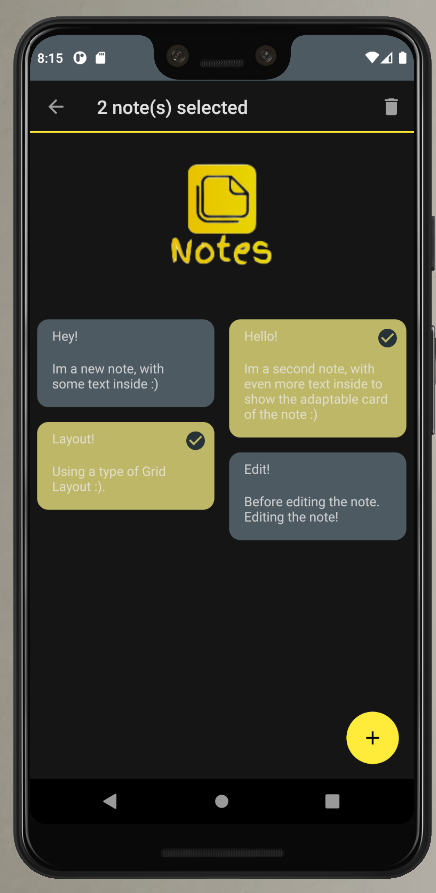 8:15
2 note(s) selected
Notes
Hey!
Im a new note, with
some text inside :)
Hello!
Im a second note, with
even more text inside to
show the adaptable card
of the note :)
Layout!
Using a type of Grid
Layout :).
Edit!
Before editing the note.
Editing the note!
+